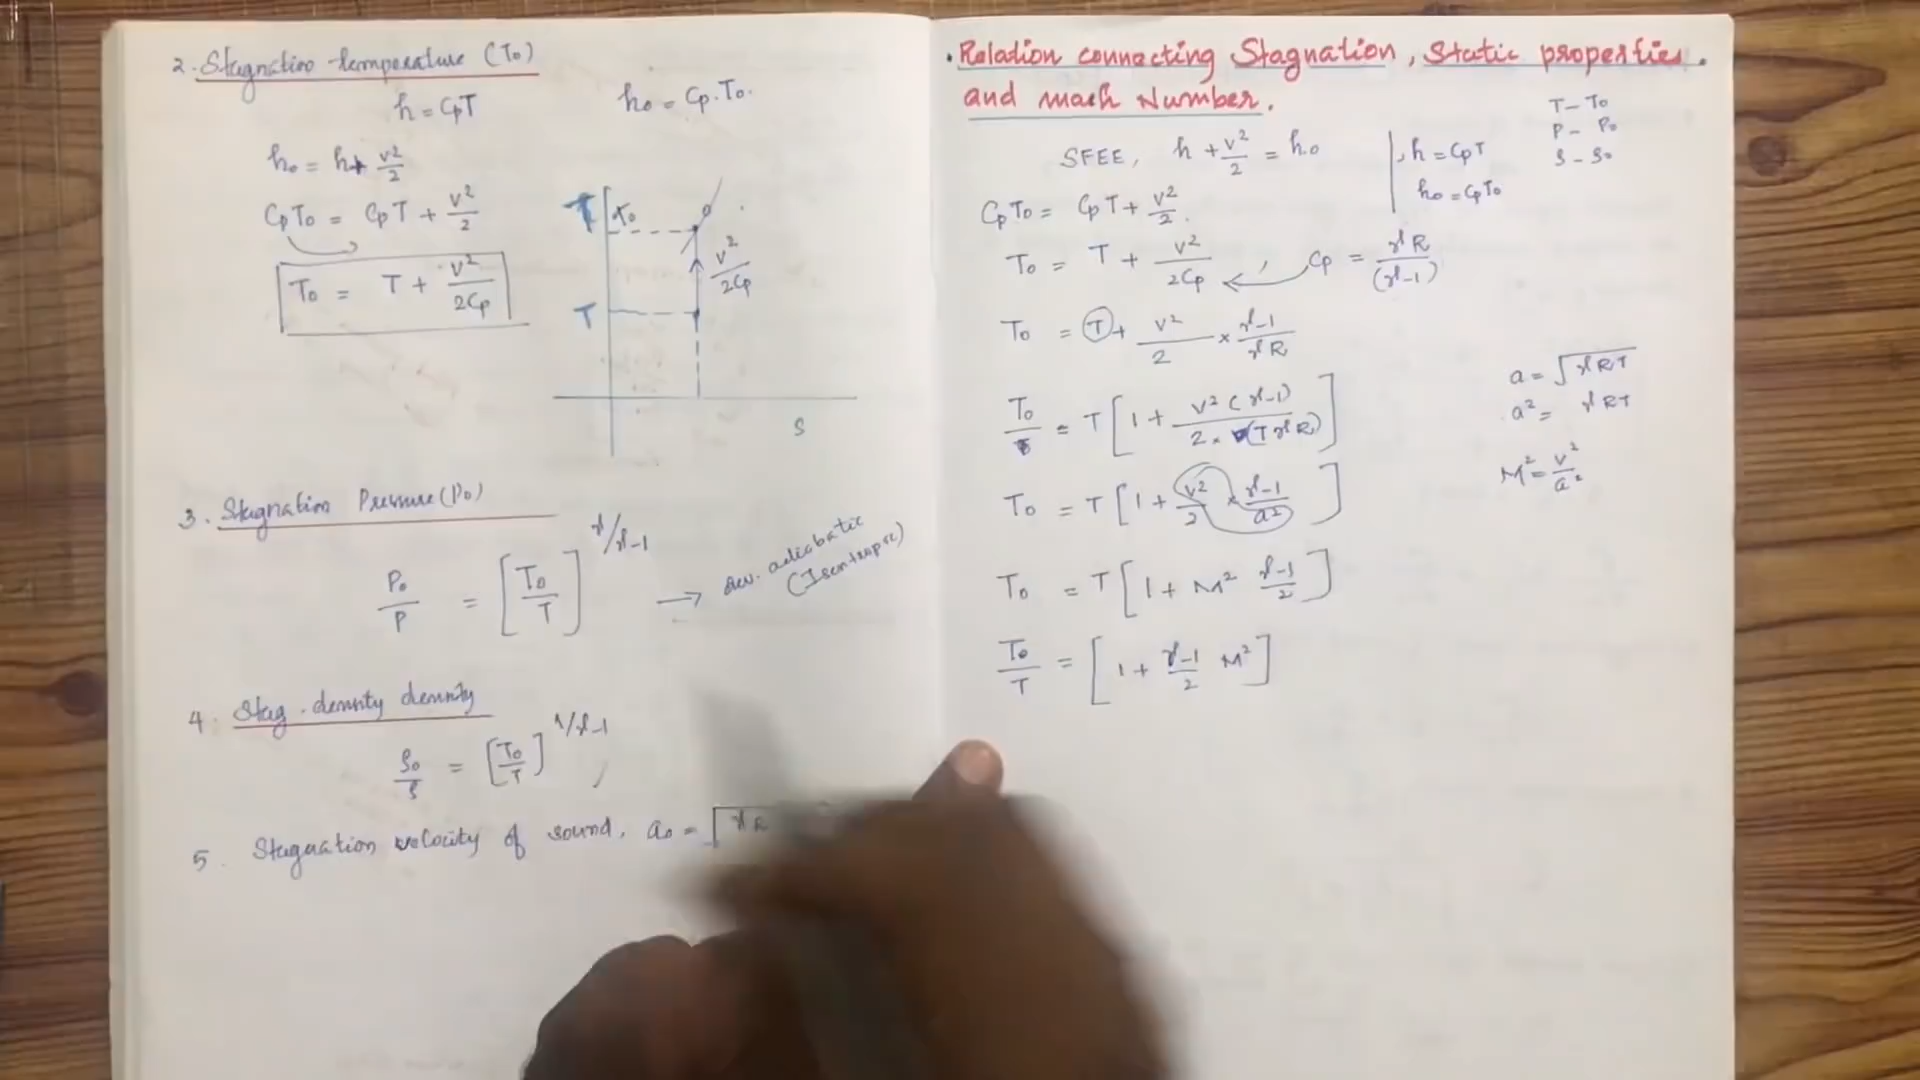 2. Stagnation temperature (T₀)
h = CpT
h₀ = Cp.T₀.
h₀ = h + v²/2
CpT₀ = CpT + v²/2
T₀ = T + v²/2Cp
T T₀ 0
v²/2Cp
T
S
3. Stagnation Pressure (P₀)
P₀/P = [T₀/T]^γ/γ-1 → rev. adiabatic
(Isentropic)
4. Stag. density density
ρ₀/ρ = [T₀/T]^1/γ-1,
5. Stagnation velocity of sound, a₀ = √γR
. Relation connecting Stagnation, Static properties.
and mach Number.
T - T₀
P - P₀
ρ - ρ₀
SFEE, h + v²/2 = h₀ , h = CpT
h₀ = CpT₀
CpT₀ = CpT + v²/2.
T₀ = T + v²/2Cp , Cp = γR/(γ-1)
T₀ = T + v²/2 × γ-1/γR
a = √γRT
T₀ = T[1 + v²(γ-1)/2 × (TγR)]
a² = γRT
M² = v²/a²
T₀ = T[1 + v²/2 × γ-1/a²]
T₀ = T[1 + M² γ-1/2]
T₀/T = [1 + γ-1/2 M²]